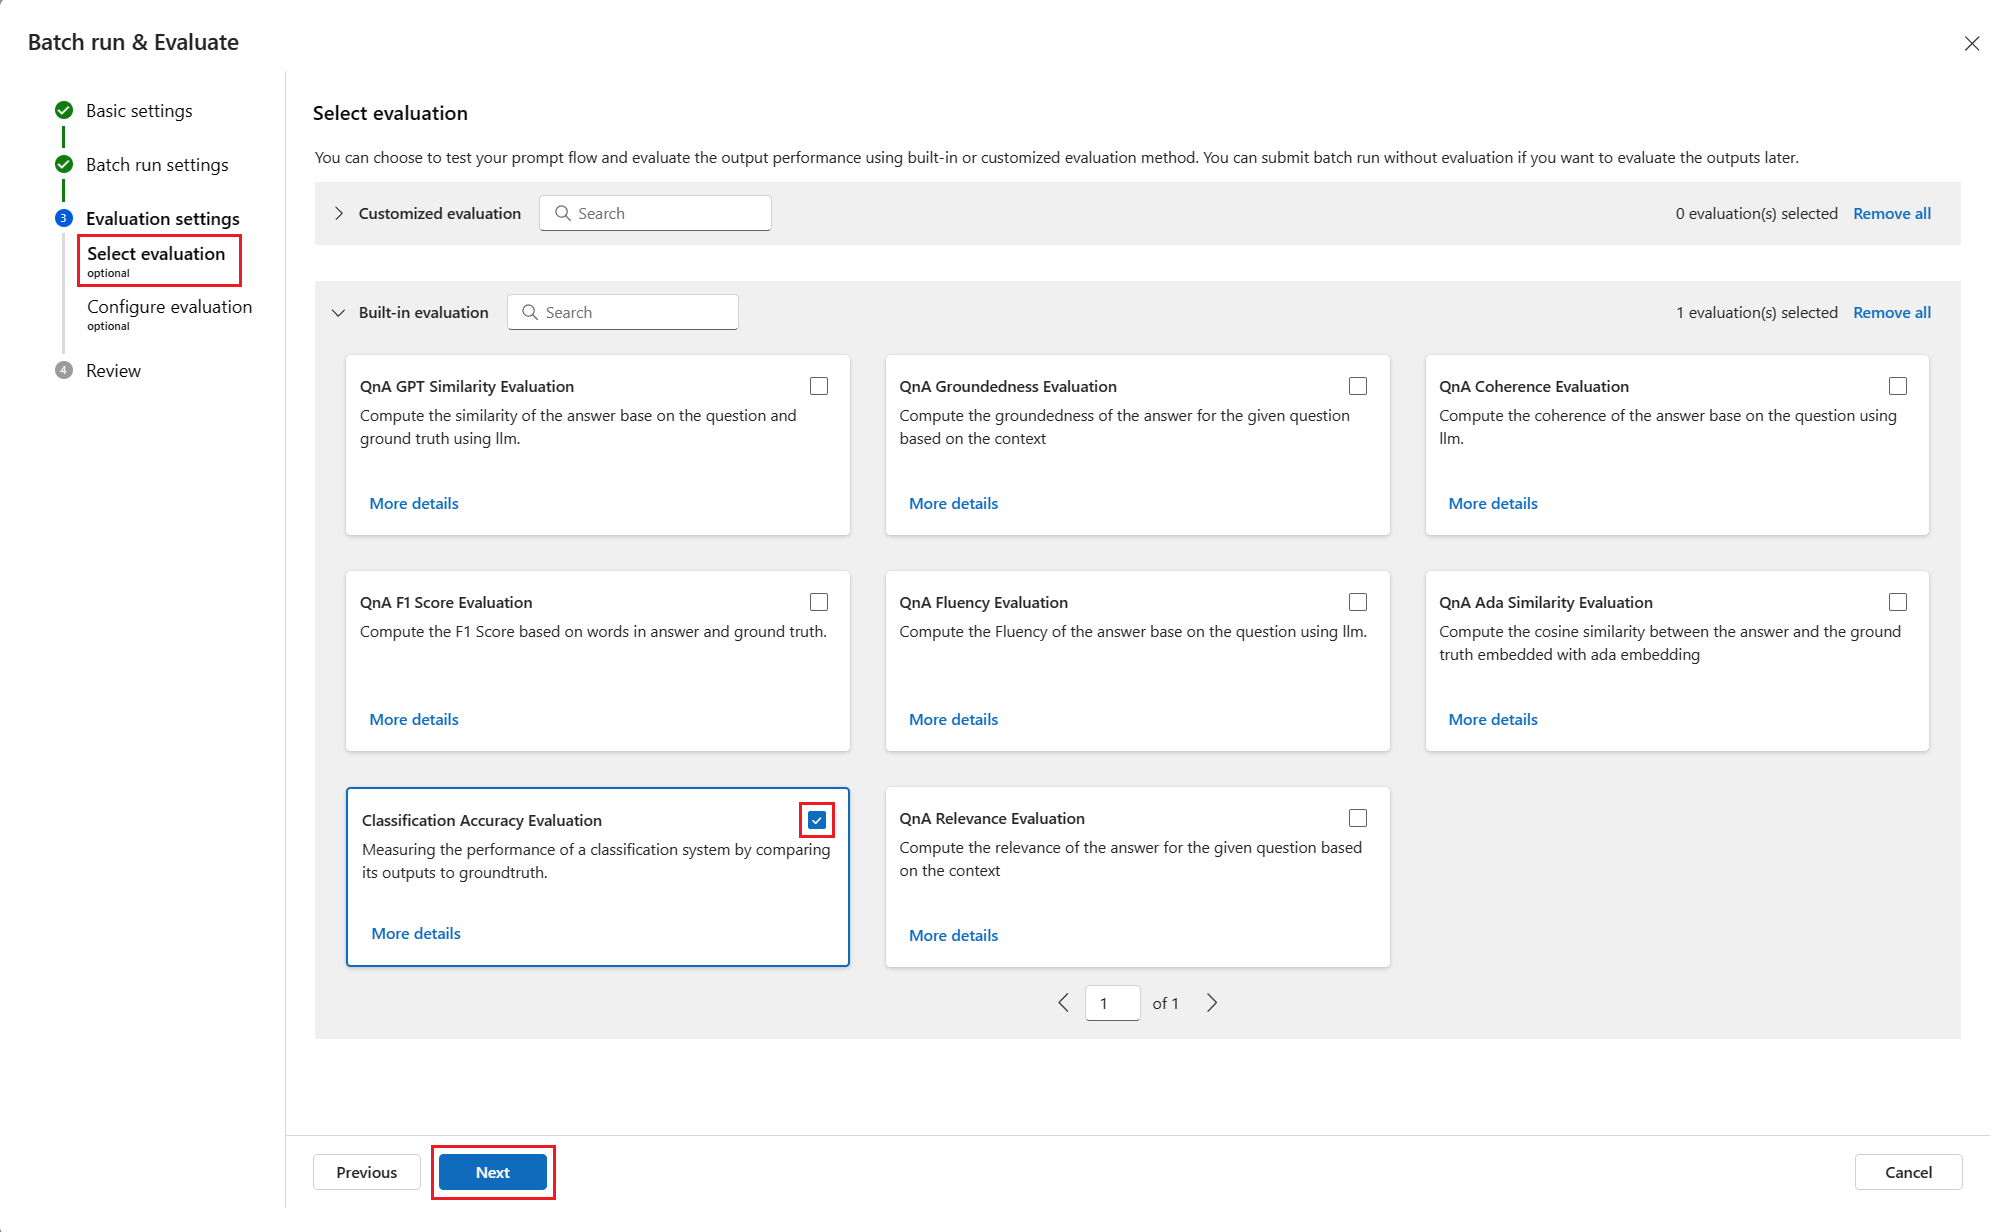 Batch run & Evaluate
Basic settings
Batch run settings
3
Evaluation settings
Select evaluation
optional
Configure evaluation
optional
4
Review
Select evaluation
You can choose to test your prompt flow and evaluate the output performance using built-in or customized evaluation method. You can submit batch run without evaluation if you want to evaluate the outputs later.
Customized evaluation
Search
0 evaluation(s) selected
Remove all
Built-in evaluation
Search
1 evaluation(s) selected
Remove all
QnA GPT Similarity Evaluation
Compute the similarity of the answer base on the question and
ground truth using llm.
More details
QnA Groundedness Evaluation
Compute the groundedness of the answer for the given question
based on the context
More details
QnA Coherence Evaluation
Compute the coherence of the answer base on the question using
llm.
More details
QnA F1 Score Evaluation
Compute the F1 Score based on words in answer and ground truth.
More details
QnA Fluency Evaluation
Compute the Fluency of the answer base on the question using llm.
More details
QnA Ada Similarity Evaluation
Compute the cosine similarity between the answer and the ground
truth embedded with ada embedding
More details
Classification Accuracy Evaluation
Measuring the performance of a classification system by comparing
its outputs to groundtruth.
More details
QnA Relevance Evaluation
Compute the relevance of the answer for the given question based
on the context
More details
1
of 1
Previous
Next
Cancel